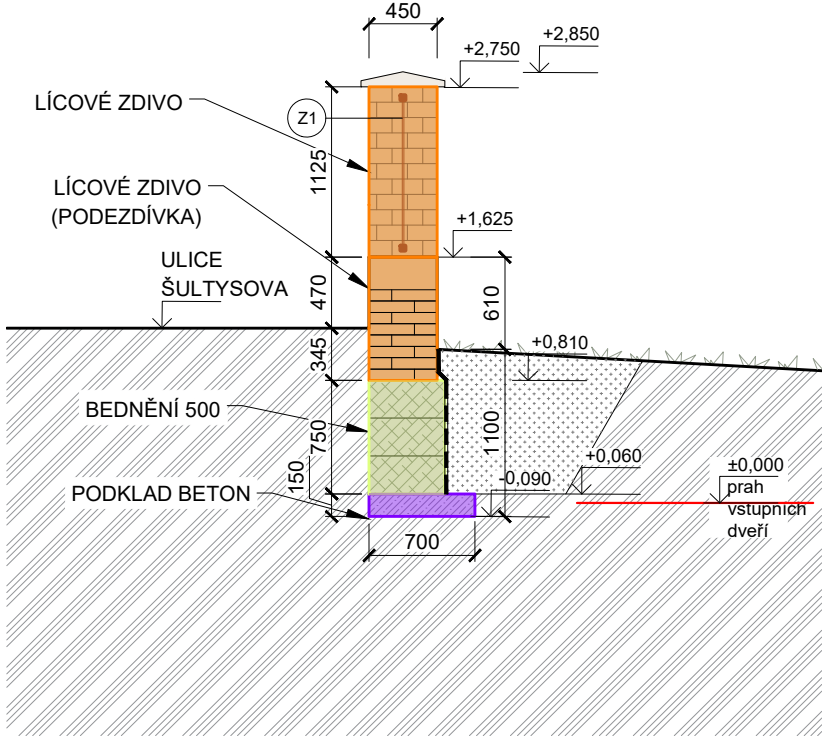 450
+2,750
+2,850
LÍCOVÉ ZDIVO
Z1
1125
LÍCOVÉ ZDIVO
(PODEZDÍVKA)
+1,625
ULICE
ŠULTYSOVA
470
610
345
+0,810
BEDNĚNÍ 500
750
1100
+0,060
150
PODKLAD BETON
-0,090
±0,000
prah
vstupních
dveří
700